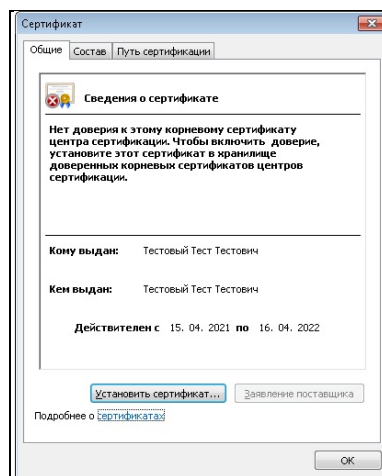 Сертификат
Общие Состав Путь сертификации
Сведения о сертификате
Нет доверия к этому корневому сертификату
центра сертификации. Чтобы включить доверие,
установите этот сертификат в хранилище
доверенных корневых сертификатов центров
сертификации.
Кому выдан: Тестовый Тест Тестович
Кем выдан: Тестовый Тест Тестович
Действителен с 15. 04. 2021 по 16. 04. 2022
Установить сертификат... Заявление поставщика
Подробнее о сертификатах
ОК